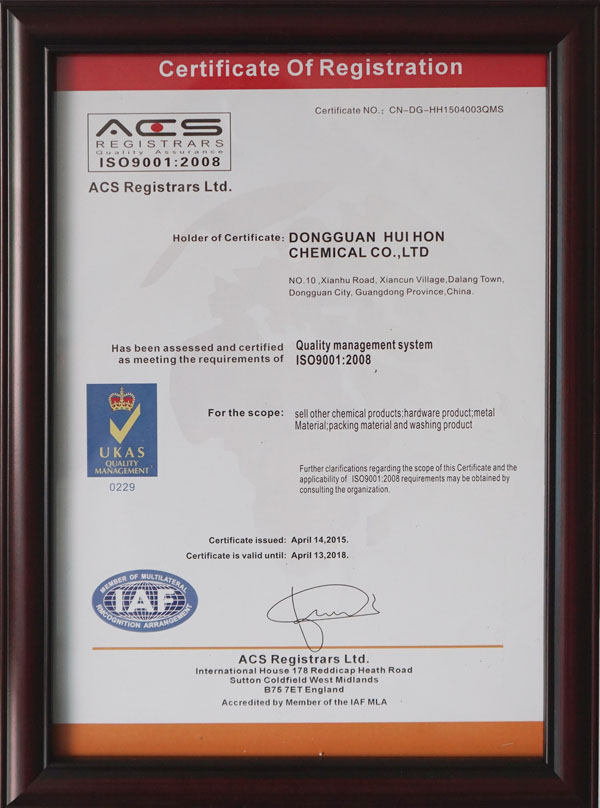 Certificate Of Registration
Certificate NO.: CN-DG-HH1504003QMS
ACS
REGISTRARS
Quality Assurance
ISO9001:2008
ACS Registrars Ltd.
Holder of Certificate: DONGGUAN HUI HON
CHEMICAL CO.,LTD
NO.10 ,Xianhu Road, Xiancun Village,Dalang Town,
Dongguan City, Guangdong Province,China.
Has been assessed and certified
as meeting the requirements of
Quality management system
ISO9001:2008
For the scope:
sell other chemical products;hardware product;metal
Material;packing material and washing product
UKAS
QUALITY
MANAGEMENT
0229
Further clarifications regarding the scope of this Certificate and the
applicability of ISO9001:2008 requirements may be obtained by
consulting the organization.
Certificate issued: April 14,2015.
Certificate is valid until: April 13,2018.
MEMBER OF MULTILATERAL
IAF
RMCOGNITION ARRANGEMENT
ACS Registrars Ltd.
International House 178 Reddicap Heath Road
Sutton Coldfield West Midlands
B75 7ET England
Accredited by Member of the IAF MLA